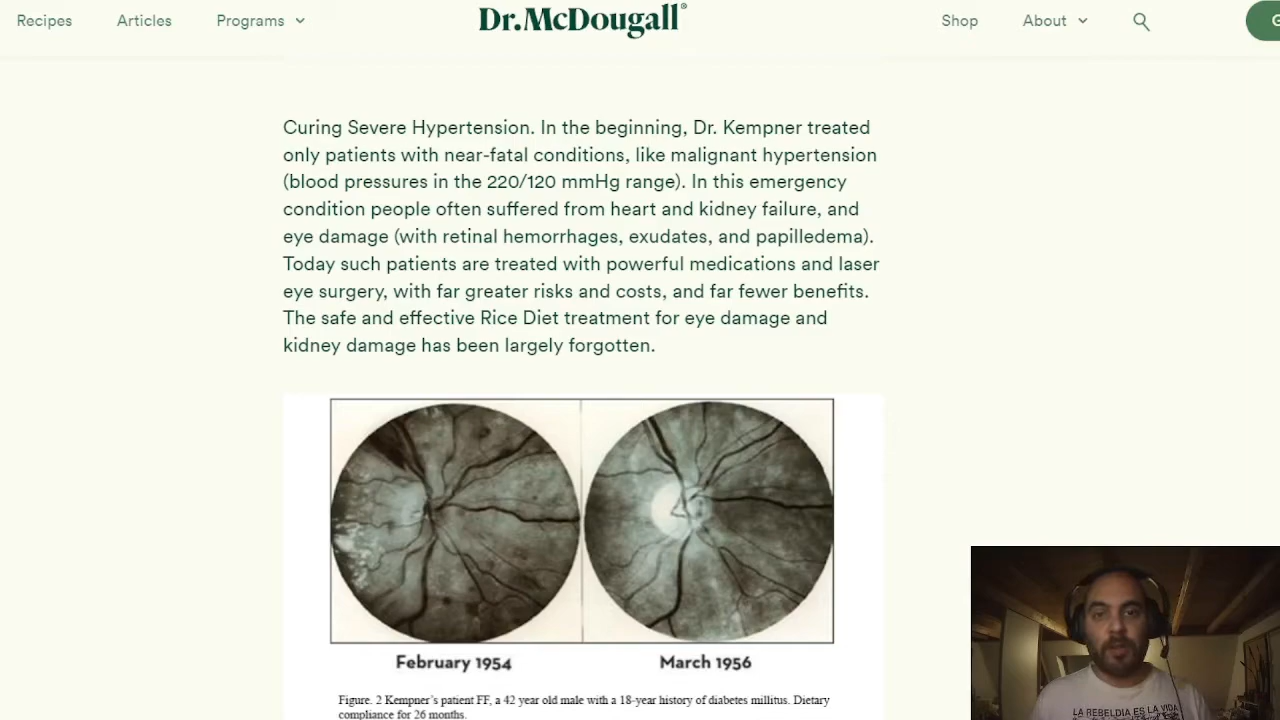 Recipes Articles Programs Dr.McDougall® Shop About
Curing Severe Hypertension. In the beginning, Dr. Kempner treated
only patients with near-fatal conditions, like malignant hypertension
(blood pressures in the 220/120 mmHg range). In this emergency
condition people often suffered from heart and kidney failure, and
eye damage (with retinal hemorrhages, exudates, and papilledema).
Today such patients are treated with powerful medications and laser
eye surgery, with far greater risks and costs, and far fewer benefits.
The safe and effective Rice Diet treatment for eye damage and
kidney damage has been largely forgotten.
February 1954 March 1956
Figure. 2 Kempner's patient FF, a 42 year old male with a 18-year history of diabetes millitus. Dietary
compliance for 26 months.
LA REBELDIA ES LA VIDA